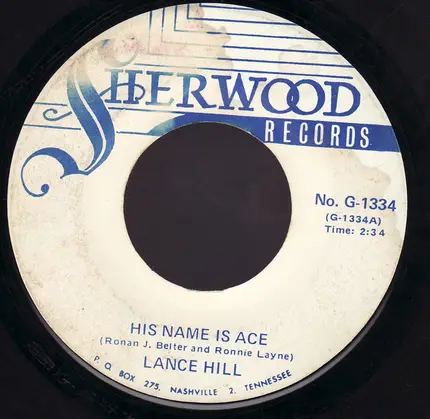 SHERWOOD
RECORDS
No. G-1334
(G-1334A)
Time: 2:34
HIS NAME IS ACE
(Ronan J. Belter and Ronnie Layne)
LANCE HILL
P O BOX 275, NASHVILLE 2, TENNESSEE